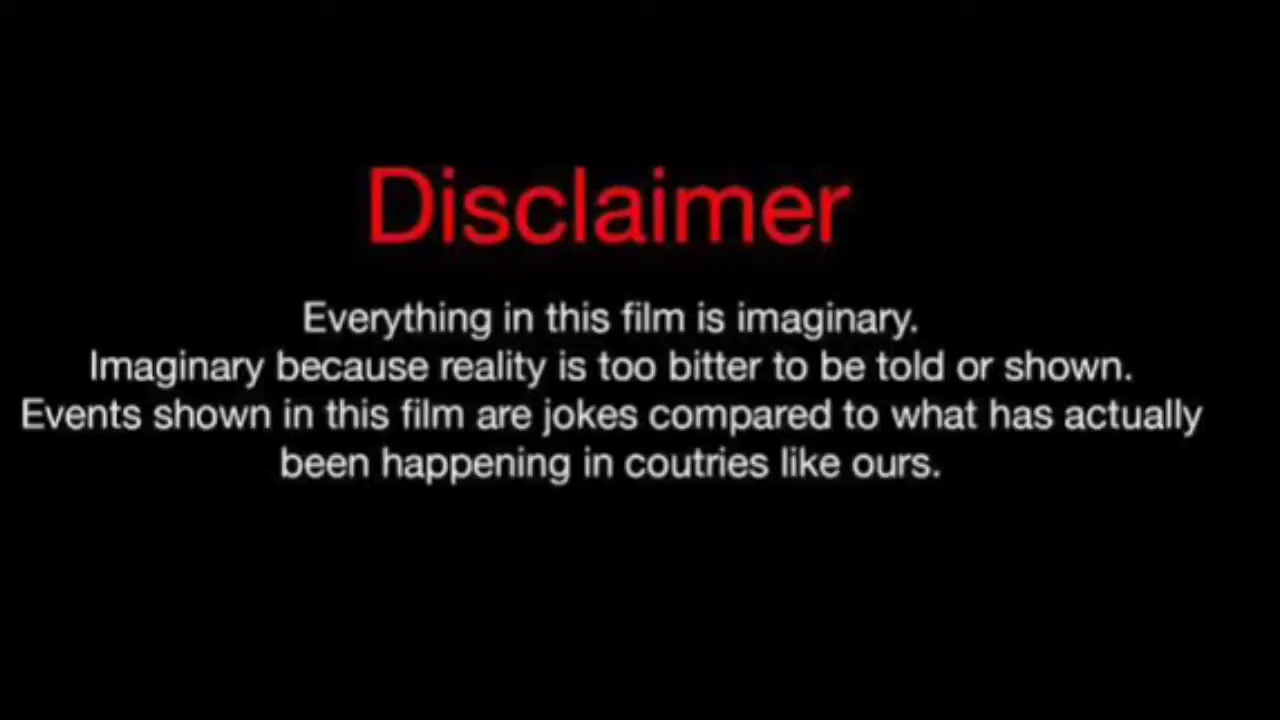 Disclaimer
Everything in this film is imaginary.
Imaginary because reality is too bitter to be told or shown.
Events shown in this film are jokes compared to what has actually
been happening in coutries like ours.